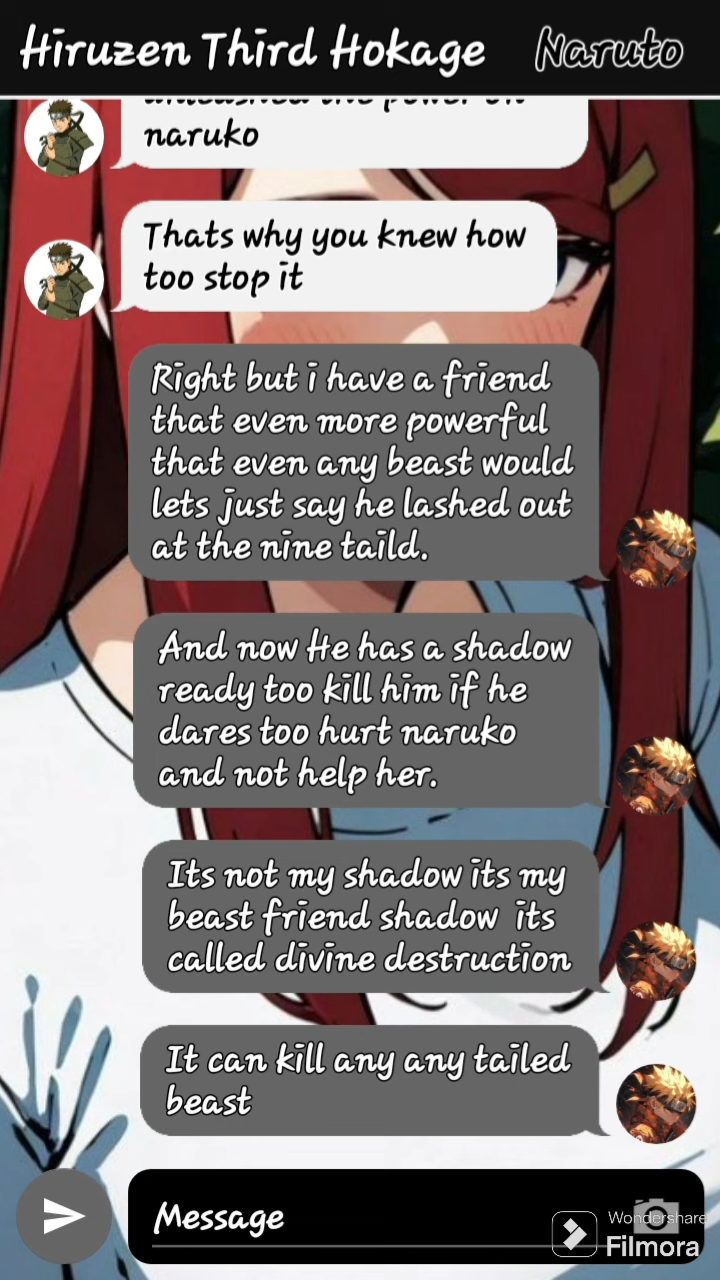 Hiruzen Third Hokage Naruto
unleashed the power on
naruko
Thats why you knew how
too stop it
Right but i have a friend
that even more powerful
that even any beast would
lets just say he lashed out
at the nine taild.
And now He has a shadow
ready too kill him if he
dares too hurt naruko
and not help her.
Its not my shadow its my
beast friend shadow its
called divine destruction
It can kill any any tailed
beast
Message
Wondershare
Filmora